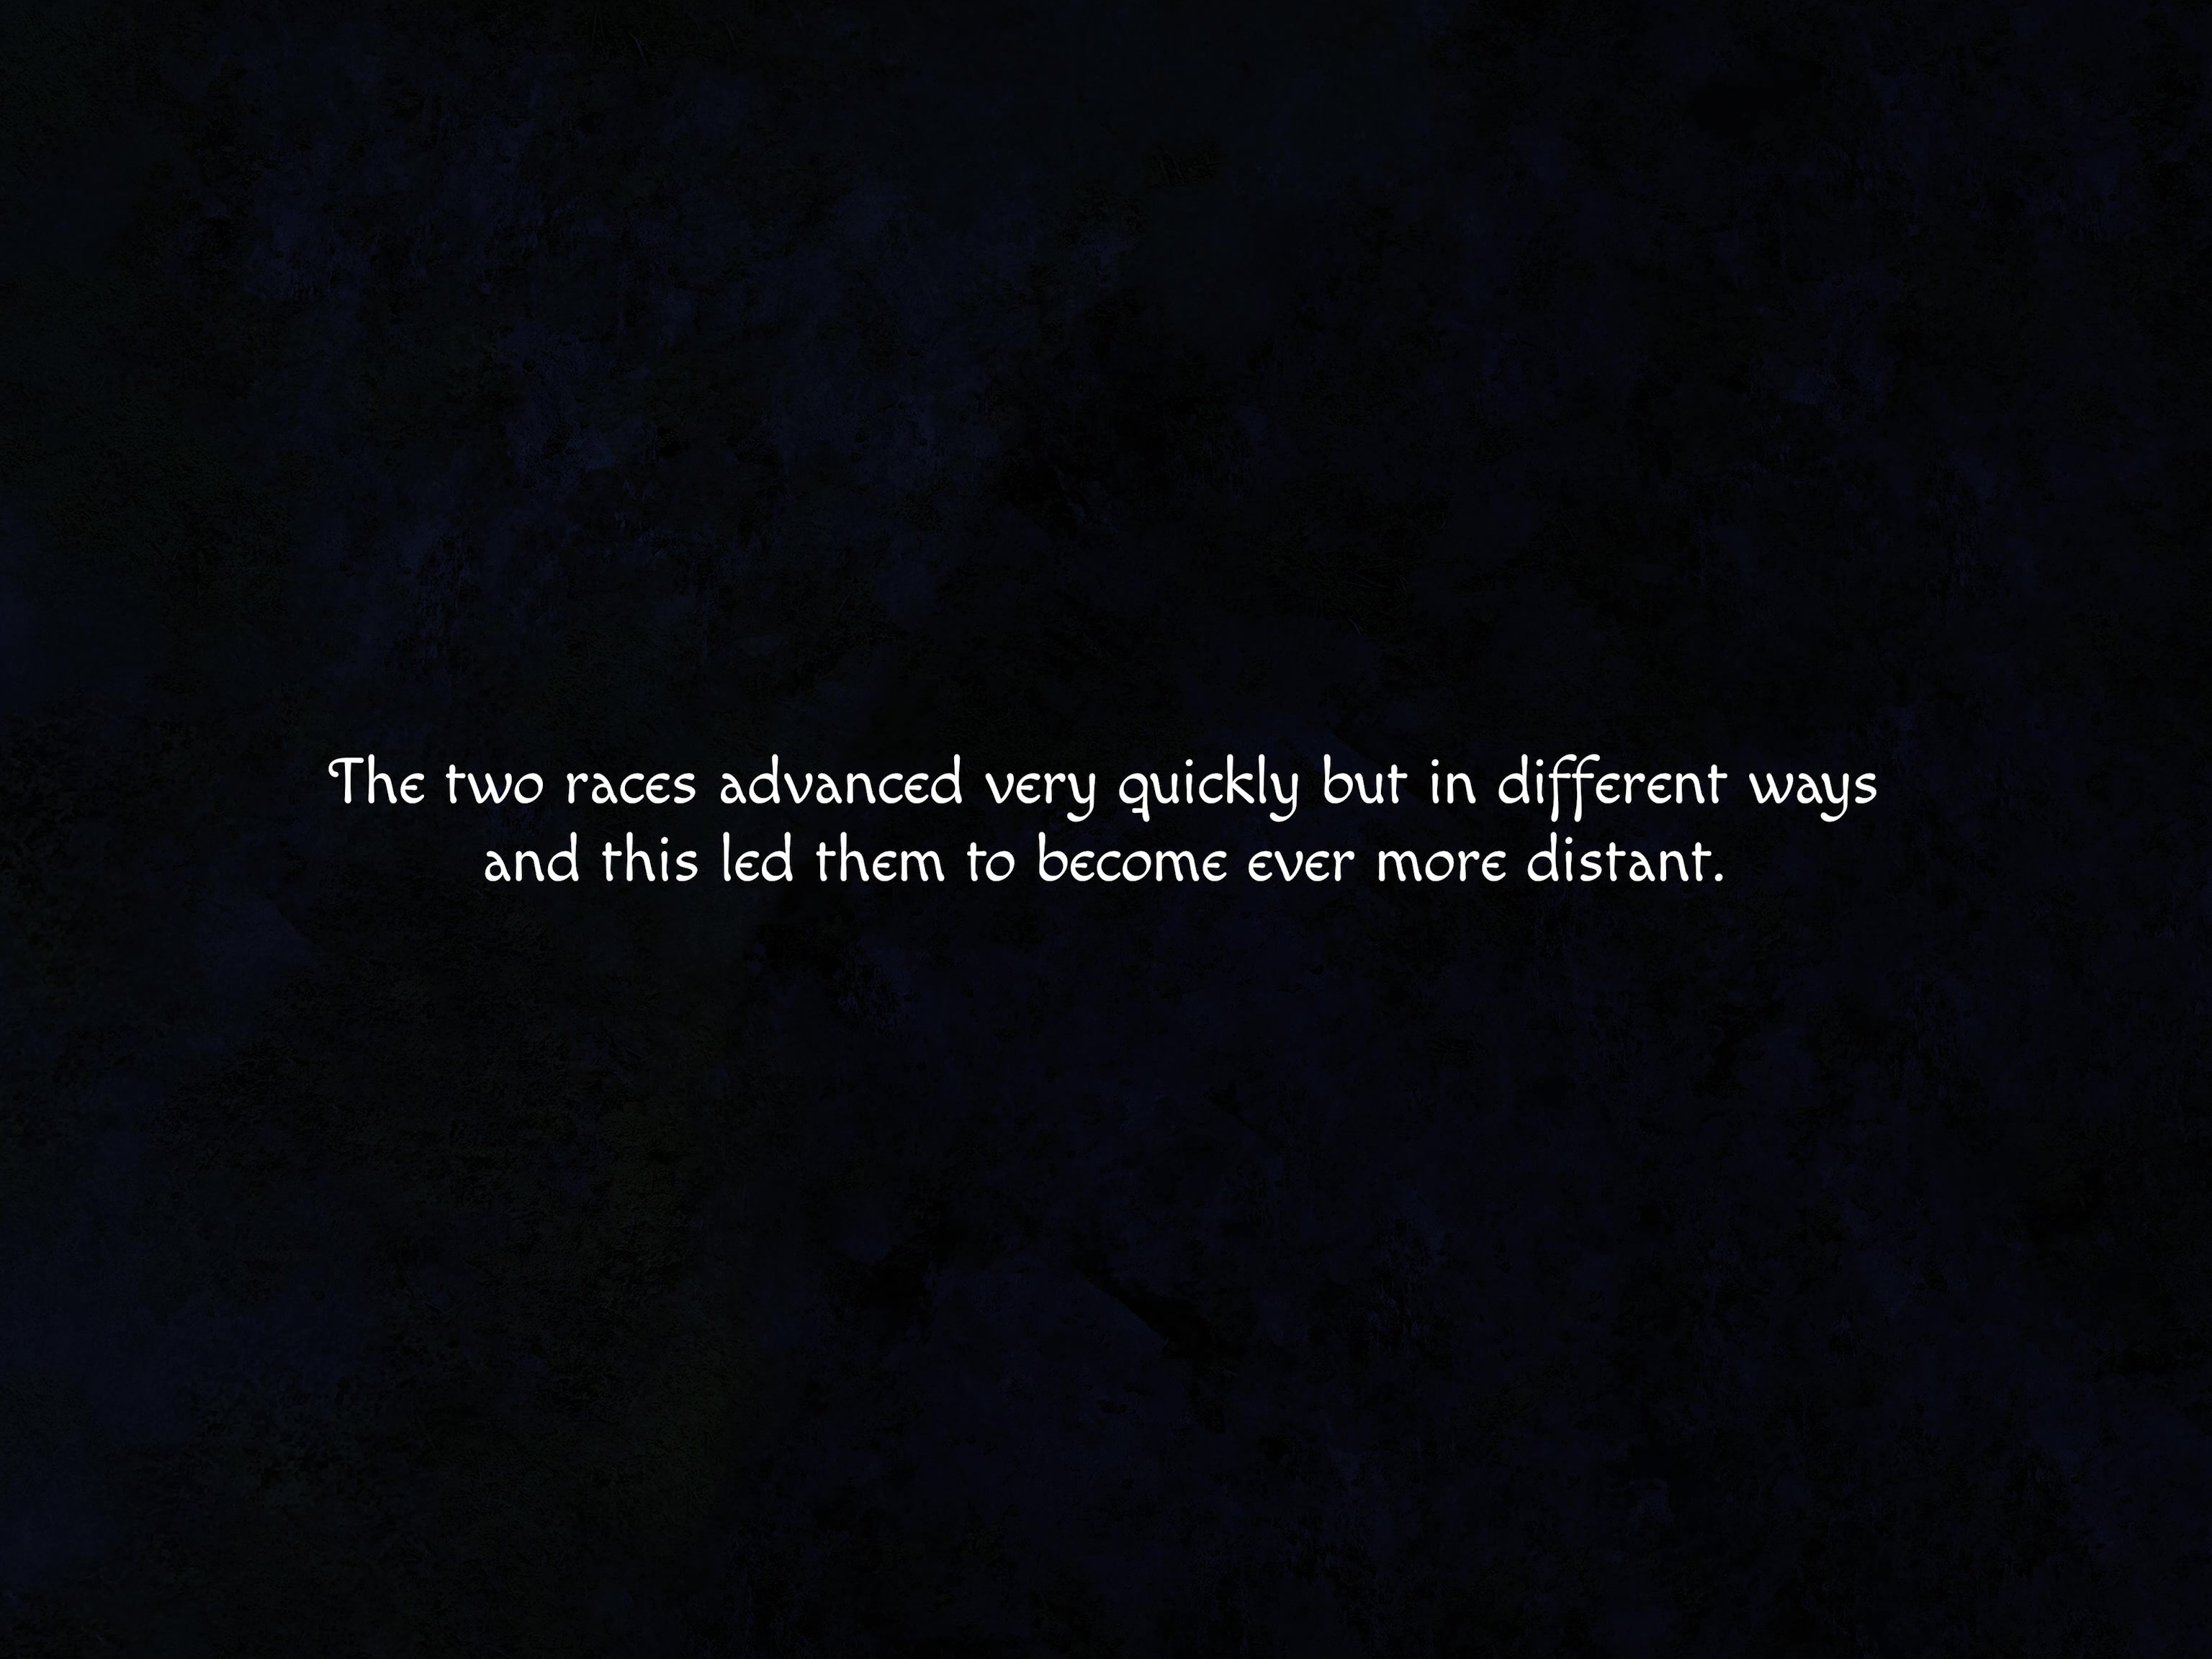 The two races advanced very quickly but in different ways
and this led them to become ever more distant.